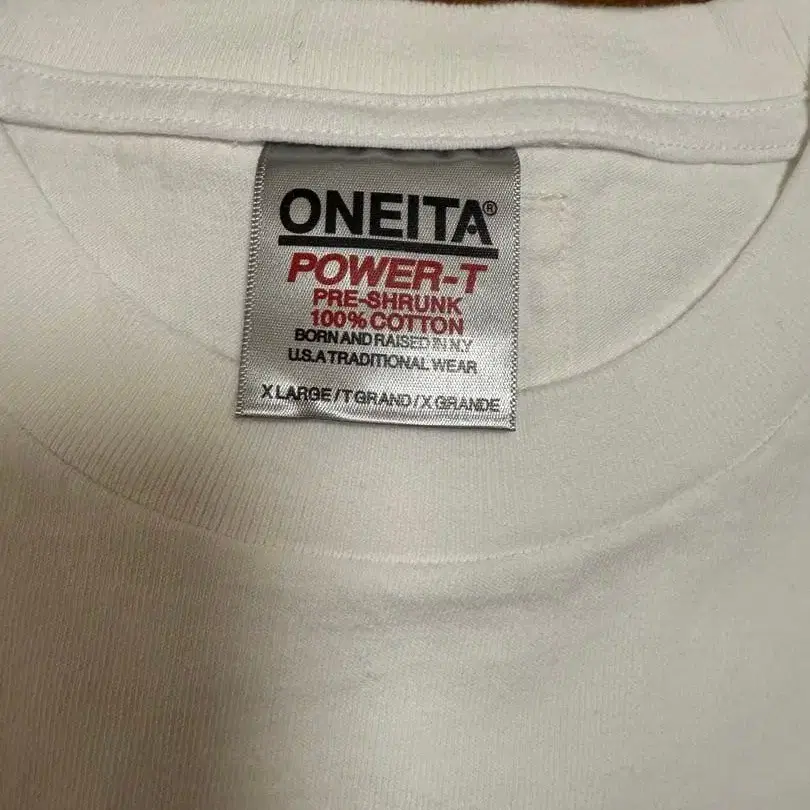 ONEITA®
POWER-T
PRE-SHRUNK
100% COTTON
BORN AND RAISED IN N.Y
U.S.A TRADITIONAL WEAR
X LARGE/T GRAND/X GRANDE